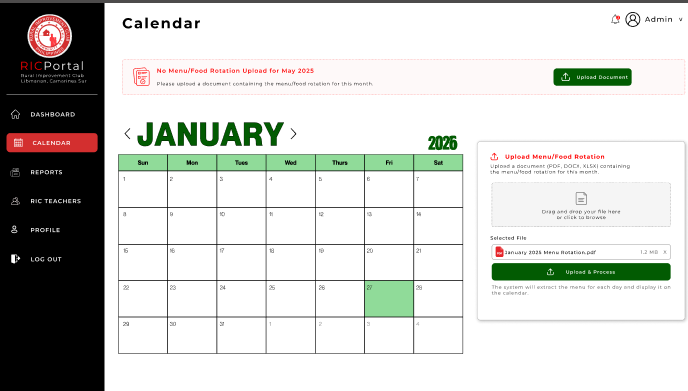 RICPortal
Rural Improvement Club
Libmanan, Camarines Sur
DASHBOARD
CALENDAR
REPORTS
RIC TEACHERS
PROFILE
LOG OUT
Calendar
Admin
No Menu/Food Rotation Upload for May 2025
Please upload a document containing the menu/food rotation for this month.
Upload Document
JANUARY
2026
Sun Mon Tues Wed Thurs Fri Sat
1 2 3 4 5 6 7
8 9 10 11 12 13 14
15 16 17 18 19 20 21
22 23 24 25 26 27 28
29 30 31 1 2 3 4
Upload Menu/Food Rotation
Upload a document (PDF, DOCX, XLSX) containing
the menu/food rotation for this month.
Drag and drop your file here
or click to browse
Selected File
January 2025 Menu Rotation.pdf 1.2 MB X
Upload & Process
The system will extract the menu for each day and display it on
the calendar